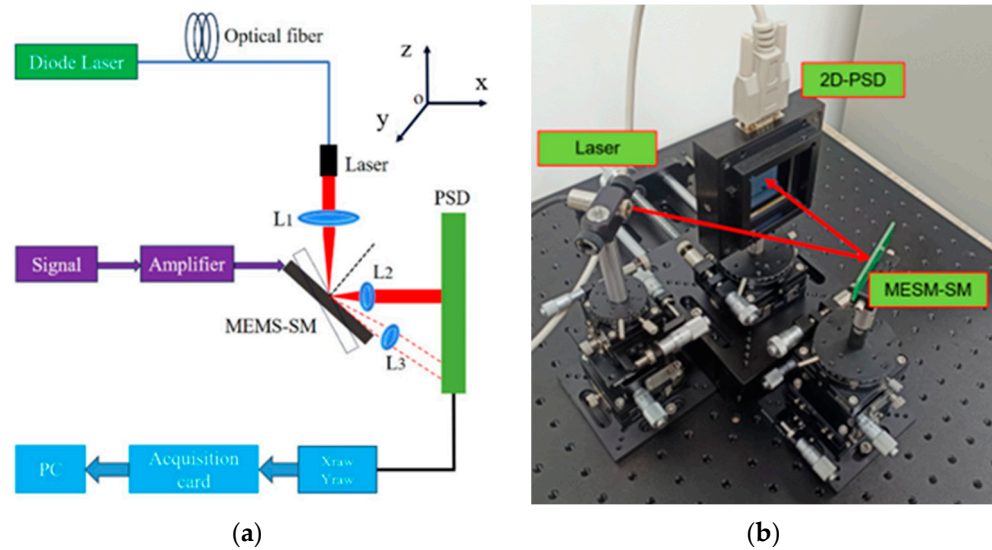 Optical fiber
Diode Laser
z
x
o
y
Laser
PSD
L1
Signal
Amplifier
L2
MEMS-SM
L3
PC
Acquisition
card
Xraw
Yraw
(a)
2D-PSD
Laser
MESM-SM
(b)